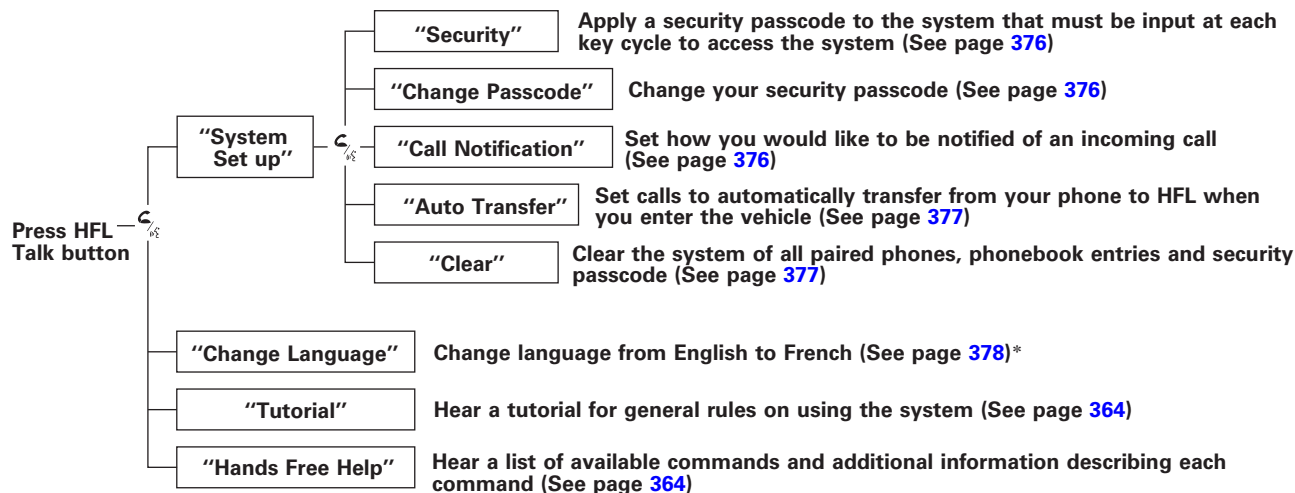 "Security"
Apply a security passcode to the system that must be input at each
key cycle to access the system (See page 376)
"Change Passcode"
Change your security passcode (See page 376)
"System
Set up"
"Call Notification"
Set how you would like to be notified of an incoming call
(See page 376)
"Auto Transfer"
Set calls to automatically transfer from your phone to HFL when
you enter the vehicle (See page 377)
Press HFL
Talk button
"Clear"
Clear the system of all paired phones, phonebook entries and security
passcode (See page 377)
"Change Language"
Change language from English to French (See page 378)*
"Tutorial"
Hear a tutorial for general rules on using the system (See page 364)
"Hands Free Help"
Hear a list of available commands and additional information describing each
command (See page 364)